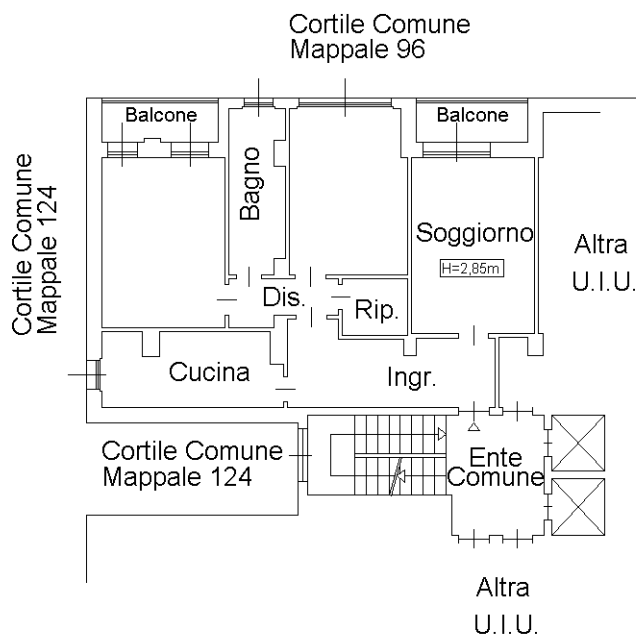 Cortile Comune
Mappale 96
Balcone
Balcone
Bagno
Cortile Comune
Mappale 124
Soggiorno
H=2,85m
Altra
U.I.U.
Dis.
Rip.
Cucina
Ingr.
Cortile Comune
Mappale 124
Ente
Comune
Altra
U.I.U.